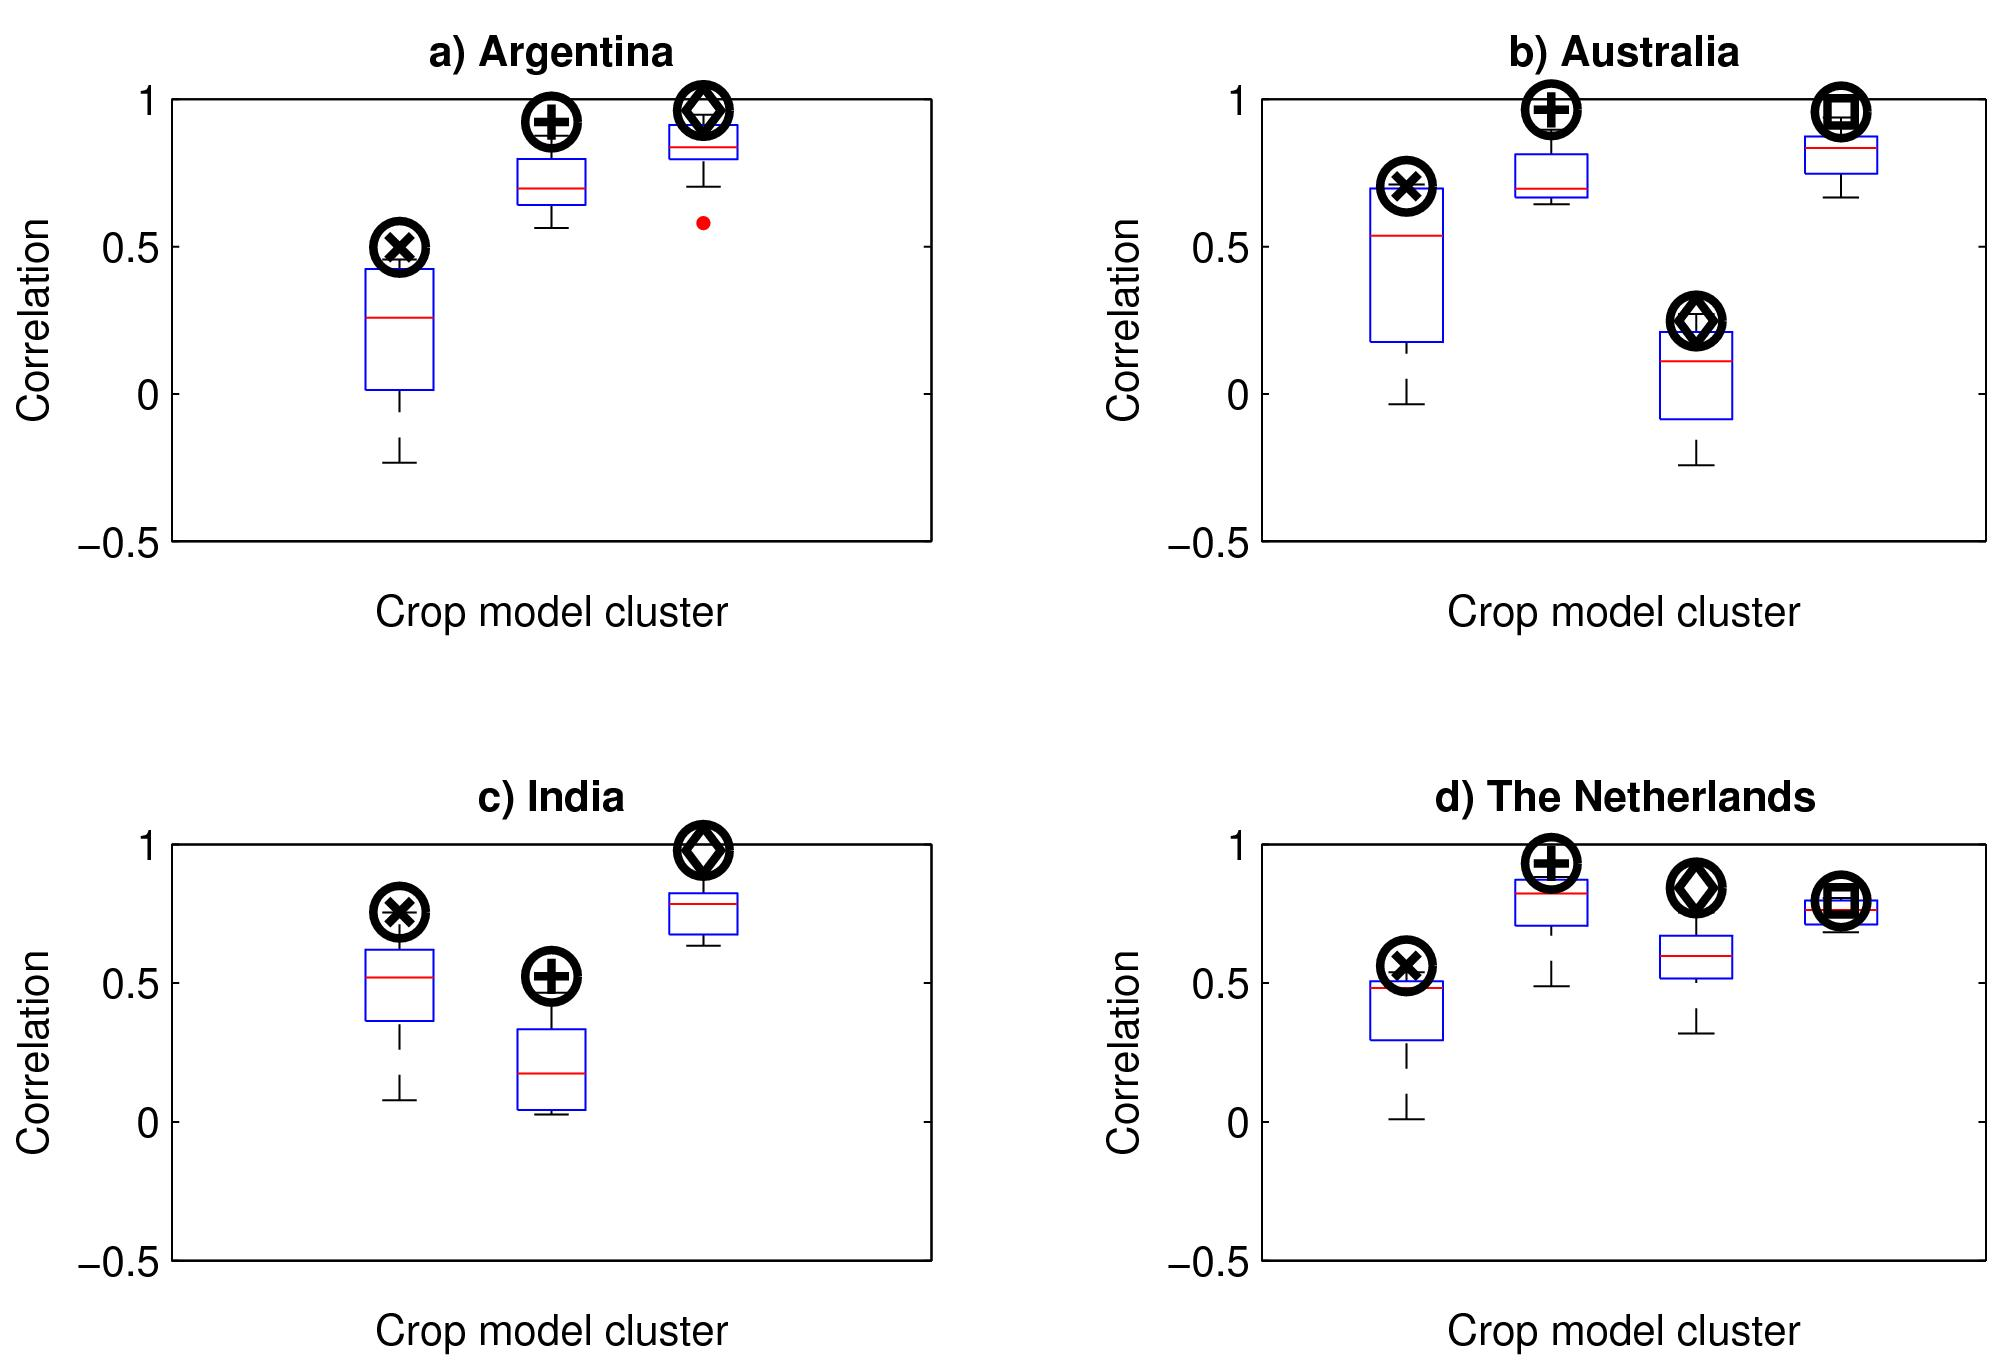 a) Argentina
1
0.5
0
−0.5
Correlation
Crop model cluster
b) Australia
1
0.5
0
−0.5
Correlation
Crop model cluster
c) India
1
0.5
0
−0.5
Correlation
Crop model cluster
d) The Netherlands
1
0.5
0
−0.5
Correlation
Crop model cluster